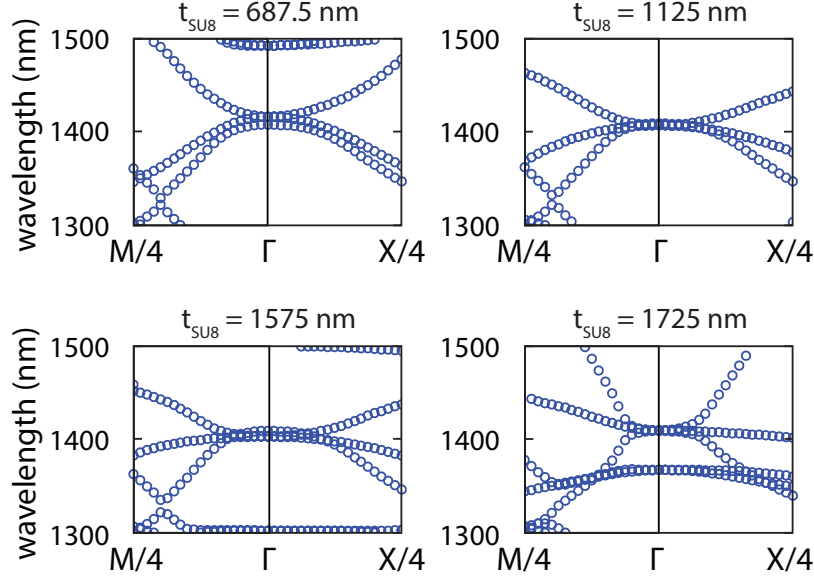 t_SU8 = 687.5 nm
t_SU8 = 1125 nm
wavelength (nm)
1500
1400
1300
M/4 Γ X/4
1500
1400
1300
M/4 Γ X/4
t_SU8 = 1575 nm
t_SU8 = 1725 nm
wavelength (nm)
1500
1400
1300
M/4 Γ X/4
1500
1400
1300
M/4 Γ X/4